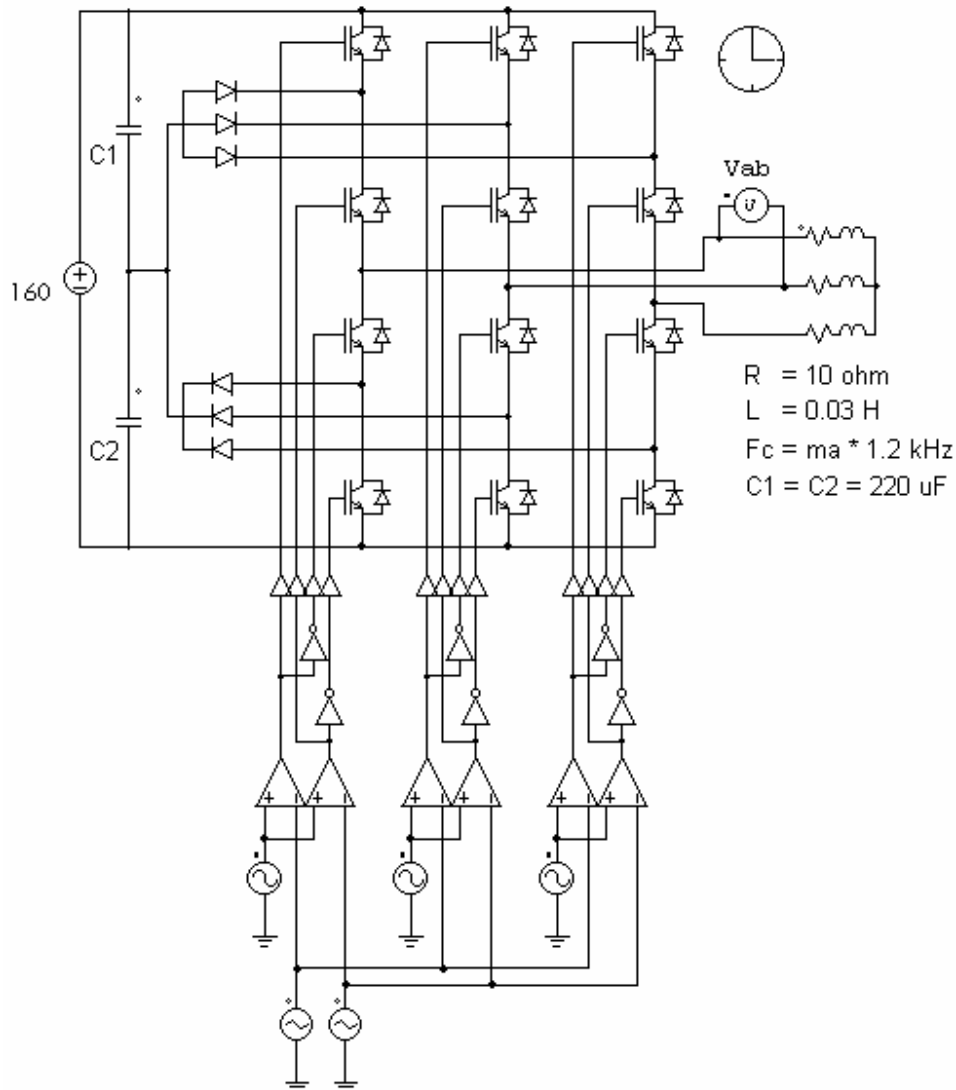 C1
Vab
160
C2
R = 10 ohm
L = 0.03 H
Fc = ma * 1.2 kHz
C1 = C2 = 220 uF